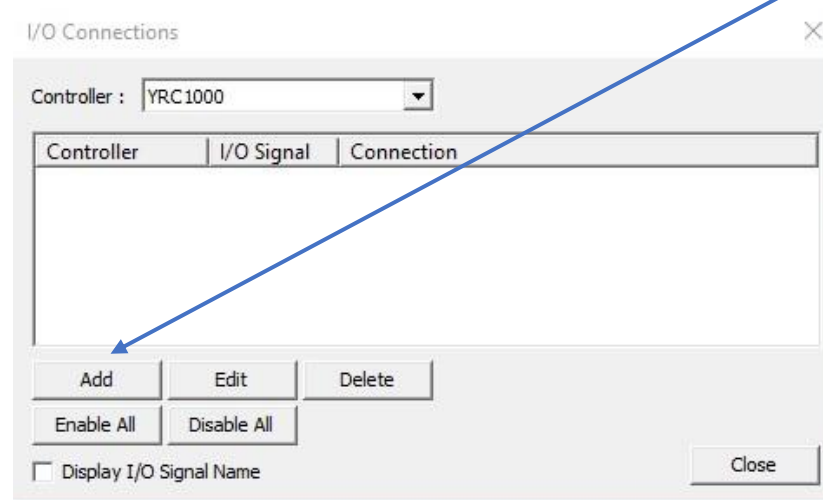 I/O Connections
Controller : YRC1000
Controller I/O Signal Connection
Add Edit Delete
Enable All Disable All
Display I/O Signal Name
Close